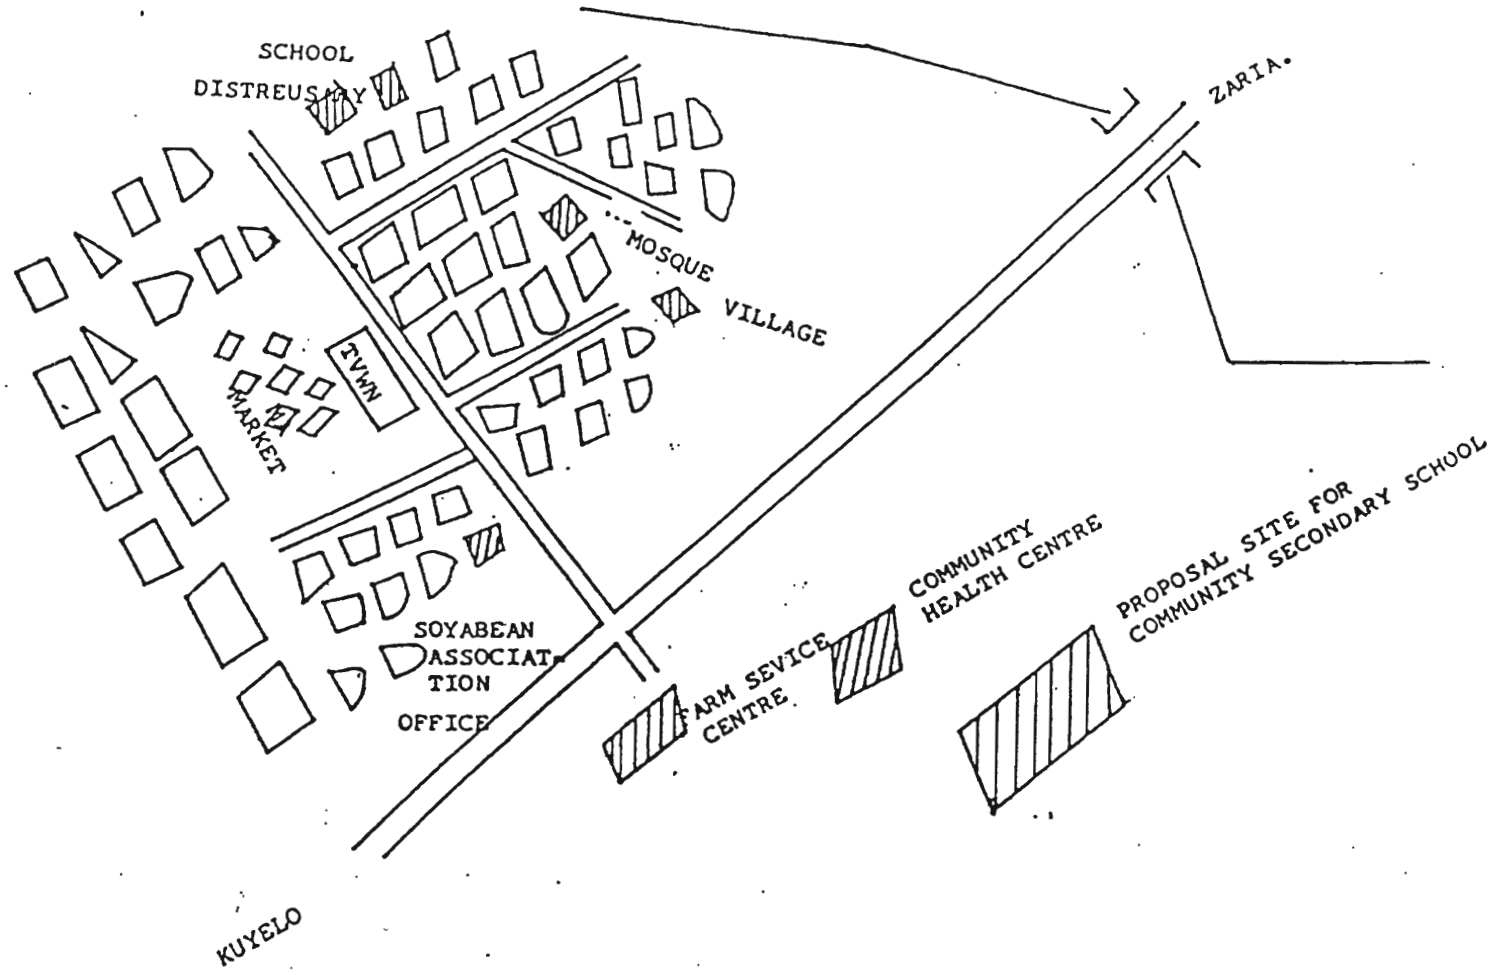 SCHOOL
DISTREUSARY
ZARIA.
MOSQUE
VILLAGE
TVWN
MARKET
SOYABEAN
ASSOCIAT-
TION
OFFICE
FARM SEVICE
CENTRE
COMMUNITY
HEALTH CENTRE
PROPOSAL SITE FOR
COMMUNITY SECONDARY SCHOOL
KUYELO